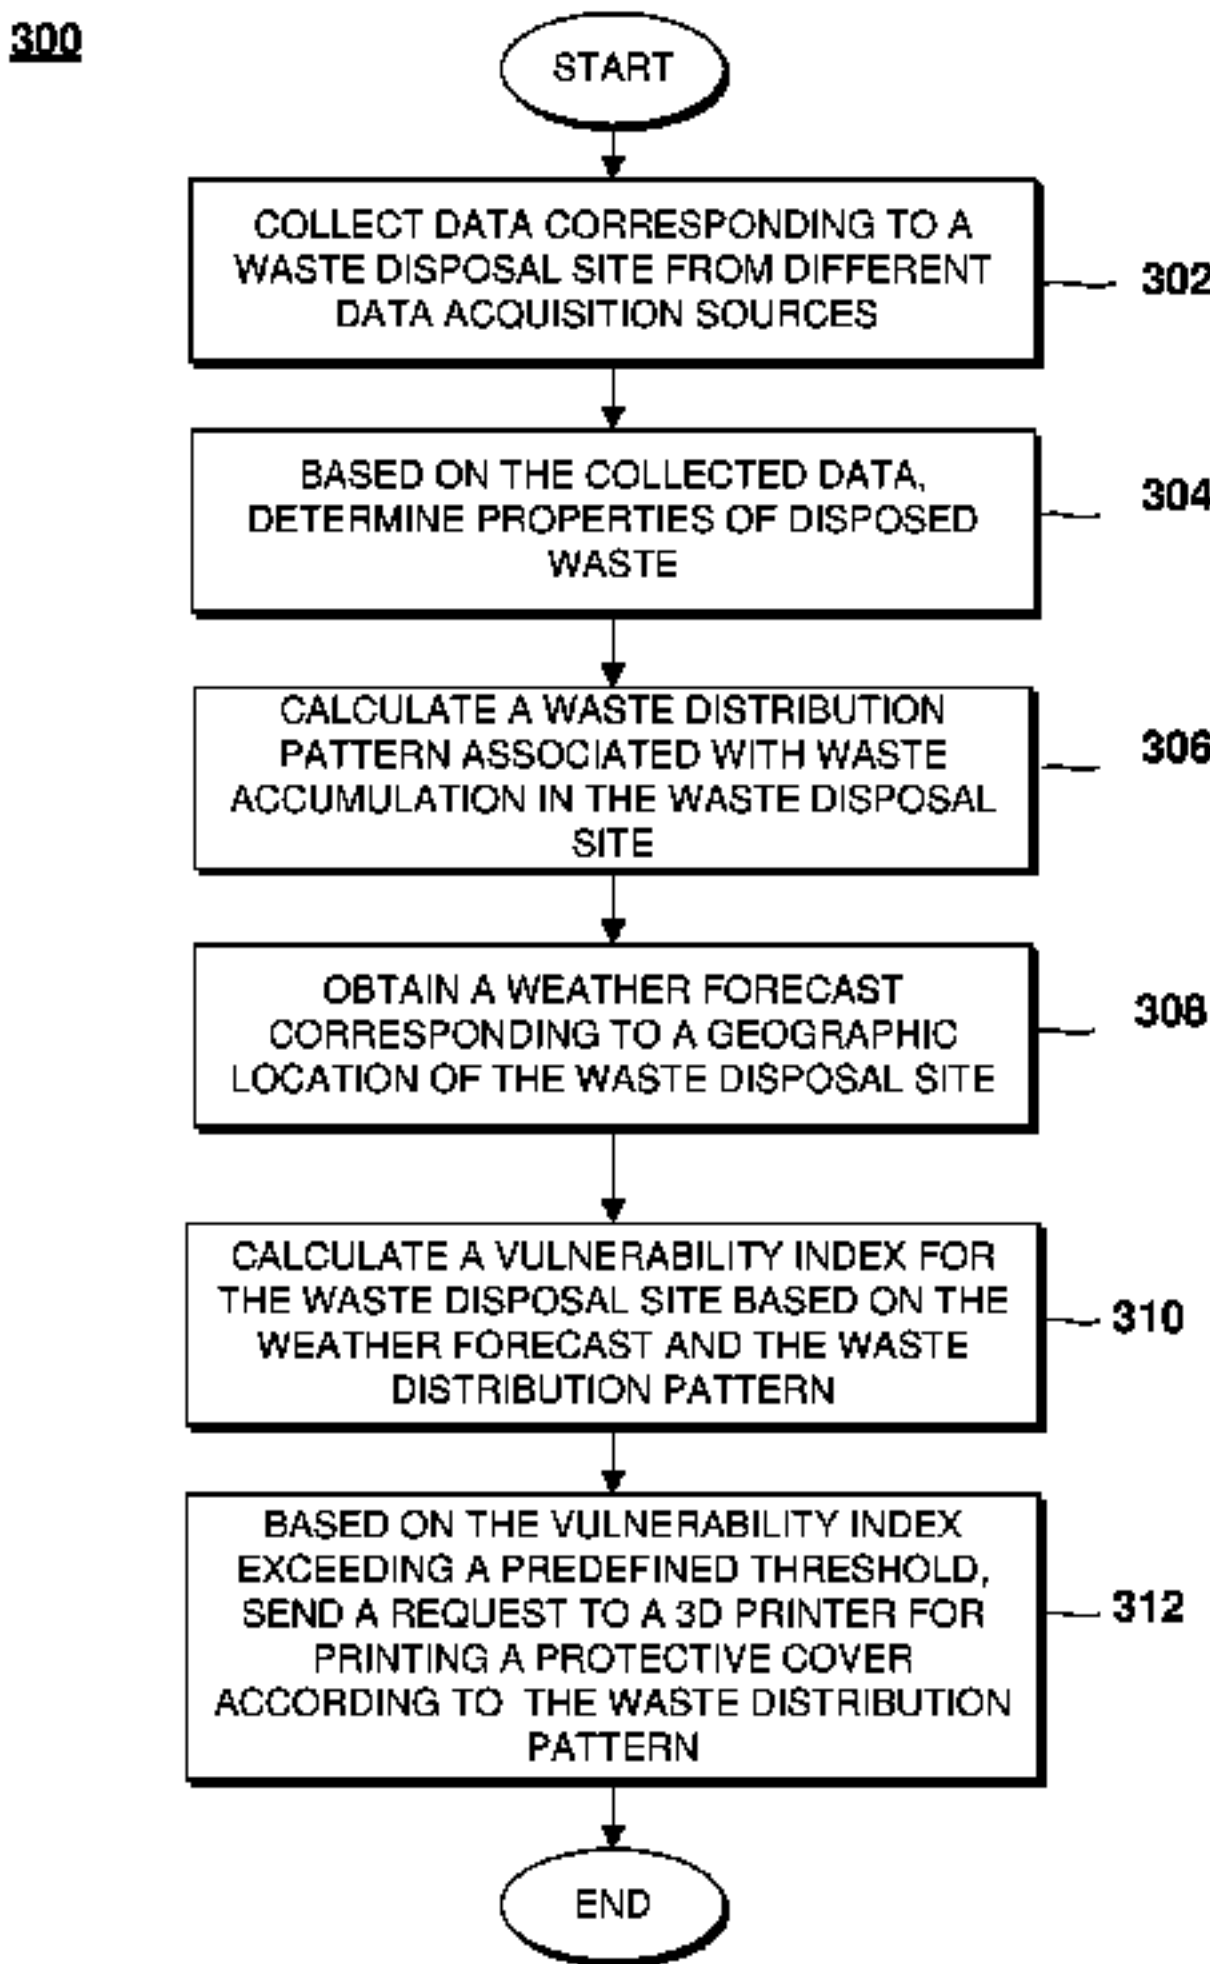 300
START
COLLECT DATA CORRESPONDING TO A
WASTE DISPOSAL SITE FROM DIFFERENT
DATA ACQUISITION SOURCES
302
BASED ON THE COLLECTED DATA,
DETERMINE PROPERTIES OF DISPOSED
WASTE
304
CALCULATE A WASTE DISTRIBUTION
PATTERN ASSOCIATED WITH WASTE
ACCUMULATION IN THE WASTE DISPOSAL
SITE
306
OBTAIN A WEATHER FORECAST
CORRESPONDING TO A GEOGRAPHIC
LOCATION OF THE WASTE DISPOSAL SITE
308
CALCULATE A VULNERABILITY INDEX FOR
THE WASTE DISPOSAL SITE BASED ON THE
WEATHER FORECAST AND THE WASTE
DISTRIBUTION PATTERN
310
BASED ON THE VULNERABILITY INDEX
EXCEEDING A PREDEFINED THRESHOLD,
SEND A REQUEST TO A 3D PRINTER FOR
PRINTING A PROTECTIVE COVER
ACCORDING TO THE WASTE DISTRIBUTION
PATTERN
312
END